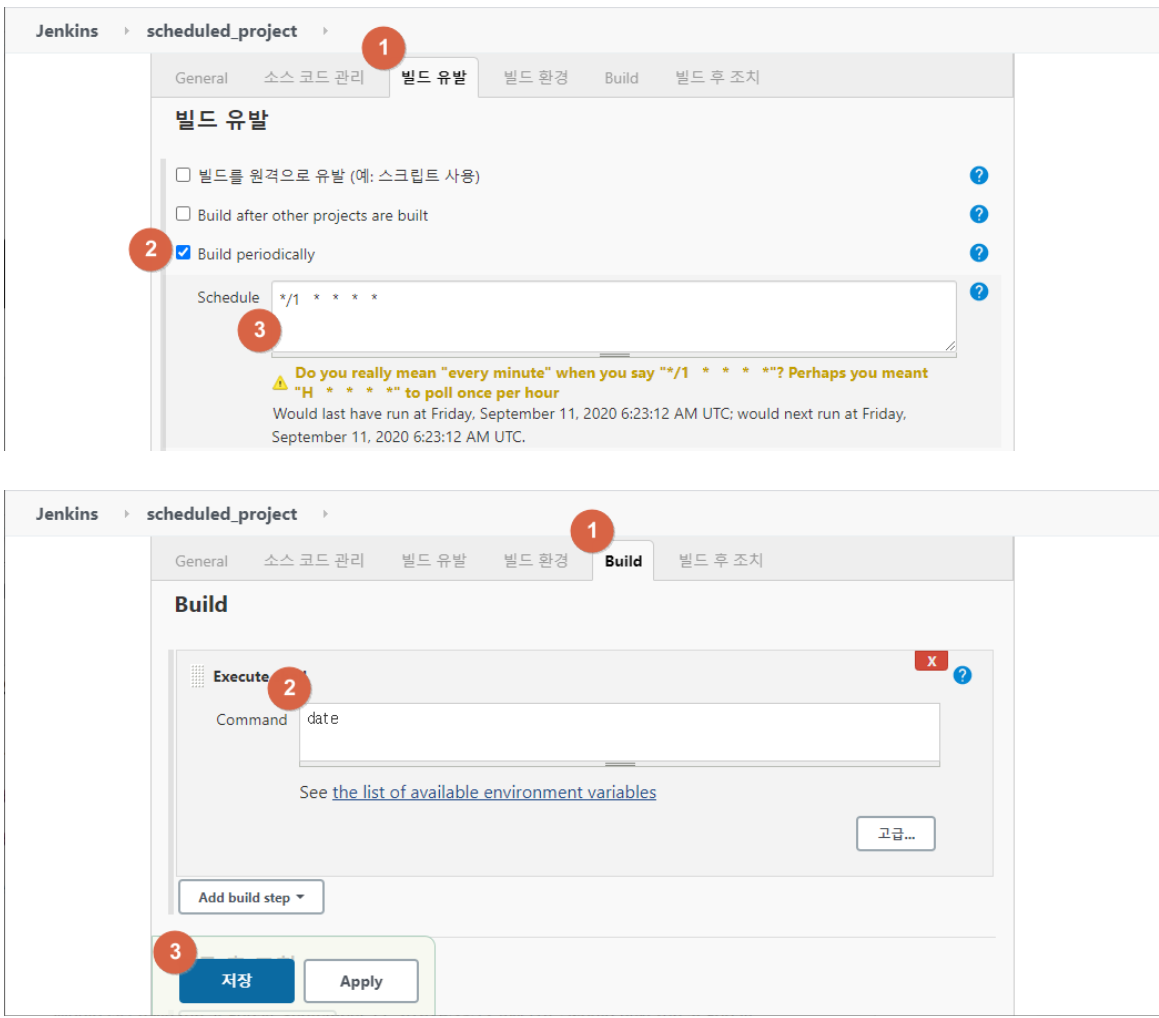 Jenkins scheduled_project
1
General 소스 코드 관리 빌드 유발 빌드 환경 Build 빌드 후 조치
빌드 유발
빌드를 원격으로 유발 (예: 스크립트 사용)
Build after other projects are built
2
Build periodically
Schedule */1 * * * *
3
Do you really mean "every minute" when you say "*/1 * * * *"? Perhaps you meant
"H * * * *" to poll once per hour
Would last have run at Friday, September 11, 2020 6:23:12 AM UTC; would next run at Friday,
September 11, 2020 6:23:12 AM UTC.
Jenkins scheduled_project
1
General 소스 코드 관리 빌드 유발 빌드 환경 Build 빌드 후 조치
Build
X
Execute
2
Command date
See the list of available environment variables
고급...
Add build step
3
저장 Apply